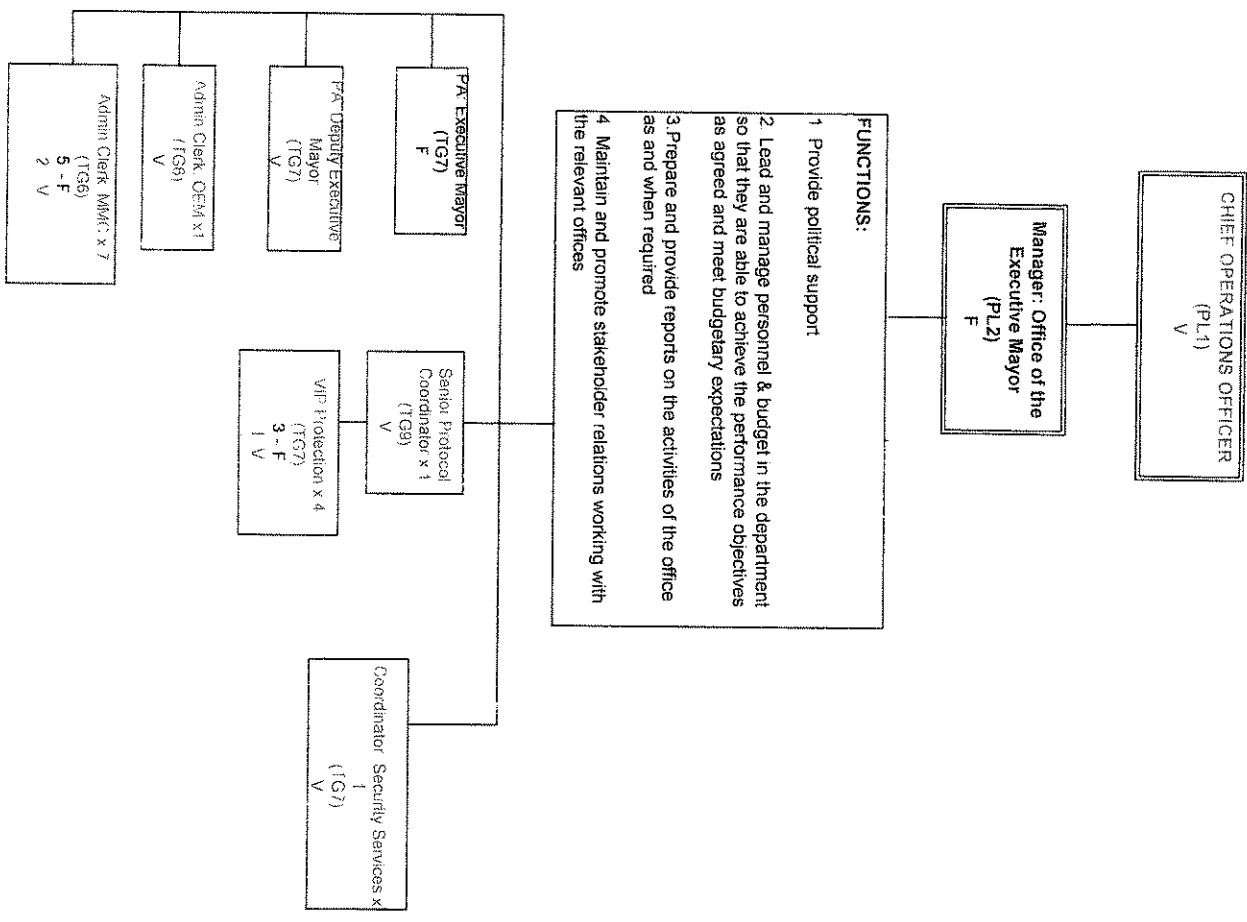 CHIEF OPERATIONS OFFICER
(PL1)
V
Manager: Office of the
Executive Mayor
(PL2)
F
FUNCTIONS:
1 Provide political support
2. Lead and manage personnel & budget in the department
so that they are able to achieve the performance objectives
as agreed and meet budgetary expectations
3.Prepare and provide reports on the activities of the office
as and when required
4 Maintain and promote stakeholder relations working with
the relevant offices
PA: Executive Mayor
(TG7)
F
PA: Deputy Executive
Mayor
(TG7)
V
Admin Clerk OEM x 1
(TG6)
V
Admin Clerk MMC x 7
(TG6)
5 - F
2 V
Senior Protocol
Coordinator x 1
(TG9)
V
VIP Protection x 4
(TG7)
3 - F
1 V
Coordinator Security Services x
1
(TG7)
V